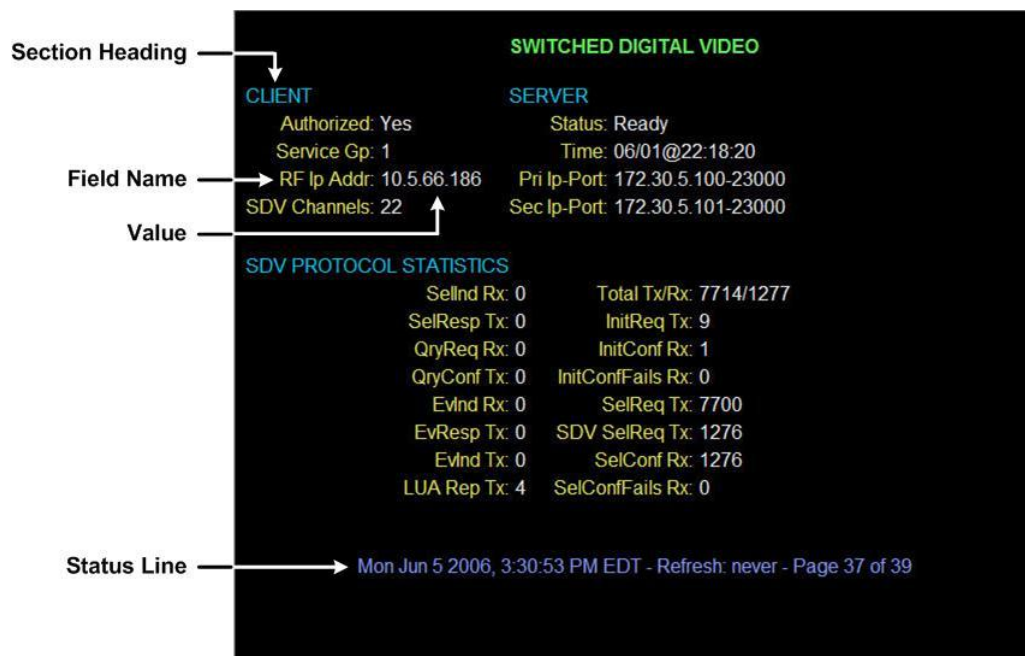 SWITCHED DIGITAL VIDEO
Section Heading
CLIENT
Authorized: Yes
Service Gp: 1
Field Name
RF Ip Addr: 10.5.66.186
SDV Channels: 22
Value
SERVER
Status: Ready
Time: 06/01@22:18:20
Pri Ip-Port: 172.30.5.100-23000
Sec Ip-Port: 172.30.5.101-23000
SDV PROTOCOL STATISTICS
SelInd Rx: 0
SelResp Tx: 0
QryReq Rx: 0
QryConf Tx: 0
EvInd Rx: 0
EvResp Tx: 0
EvInd Tx: 0
LUA Rep Tx: 4
Total Tx/Rx: 7714/1277
InitReq Tx: 9
InitConf Rx: 1
InitConfFails Rx: 0
SelReq Tx: 7700
SDV SelReq Tx: 1276
SelConf Rx: 1276
SelConfFails Rx: 0
Status Line
Mon Jun 5 2006, 3:30:53 PM EDT - Refresh: never - Page 37 of 39